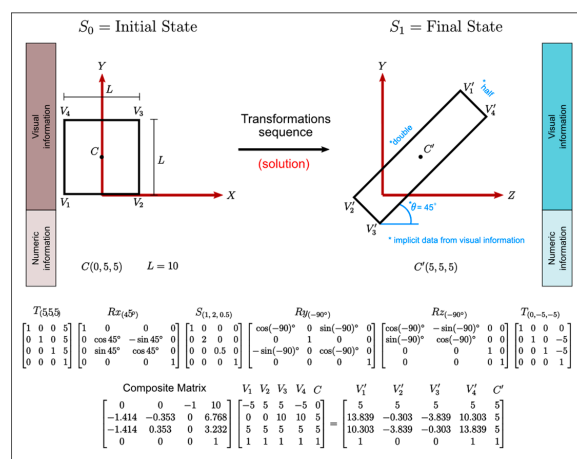 S₀ = Initial State
S₁ = Final State
Visual information
Numeric information
Y
L
V₄
V₃
C
L
V₁
V₂
X
C(0, 5, 5)
L = 10
Transformations
sequence
(solution)
Y
V₁′
*half
V₄′
*double
C′
V₂′
Z
V₃′
*θ = 45°
* implicit data from visual information
C′(5, 5, 5)
Visual information
Numeric information
T(5,5,5) Rx(45º) S(1, 2, 0.5) Ry(−90º) Rz(−90º) T(0,−5,−5)
1 0 0 5 1 0 0 0 1 0 0 0 cos(−90)° 0 sin(−90)° 0 cos(−90)° − sin(−90)° 0 0 1 0 0 0
0 1 0 5 0 cos 45° − sin 45° 0 0 2 0 0 0 1 0 0 sin(−90)° cos(−90)° 0 0 0 1 0 -5
0 0 1 5 0 sin 45° cos 45° 0 0 0 0.5 0 − sin(−90)° 0 cos(−90)° 0 0 0 1 0 0 0 1 -5
0 0 0 1 0 0 0 1 0 0 0 1 0 0 0 1 0 0 0 1 0 0 0 1
Composite Matrix V₁ V₂ V₃ V₄ C V₁′ V₂′ V₃′ V₄′ C′
0 0 −1 10 −5 5 5 −5 0 5 5 5 5 5
−1.414 −0.353 0 6.768 0 0 10 10 5 = 13.839 −0.303 −3.839 10.303 5
−1.414 0.353 0 3.232 5 5 5 5 5 10.303 −3.839 −0.303 13.839 5
0 0 0 1 1 1 1 1 1 1 0 0 1 1